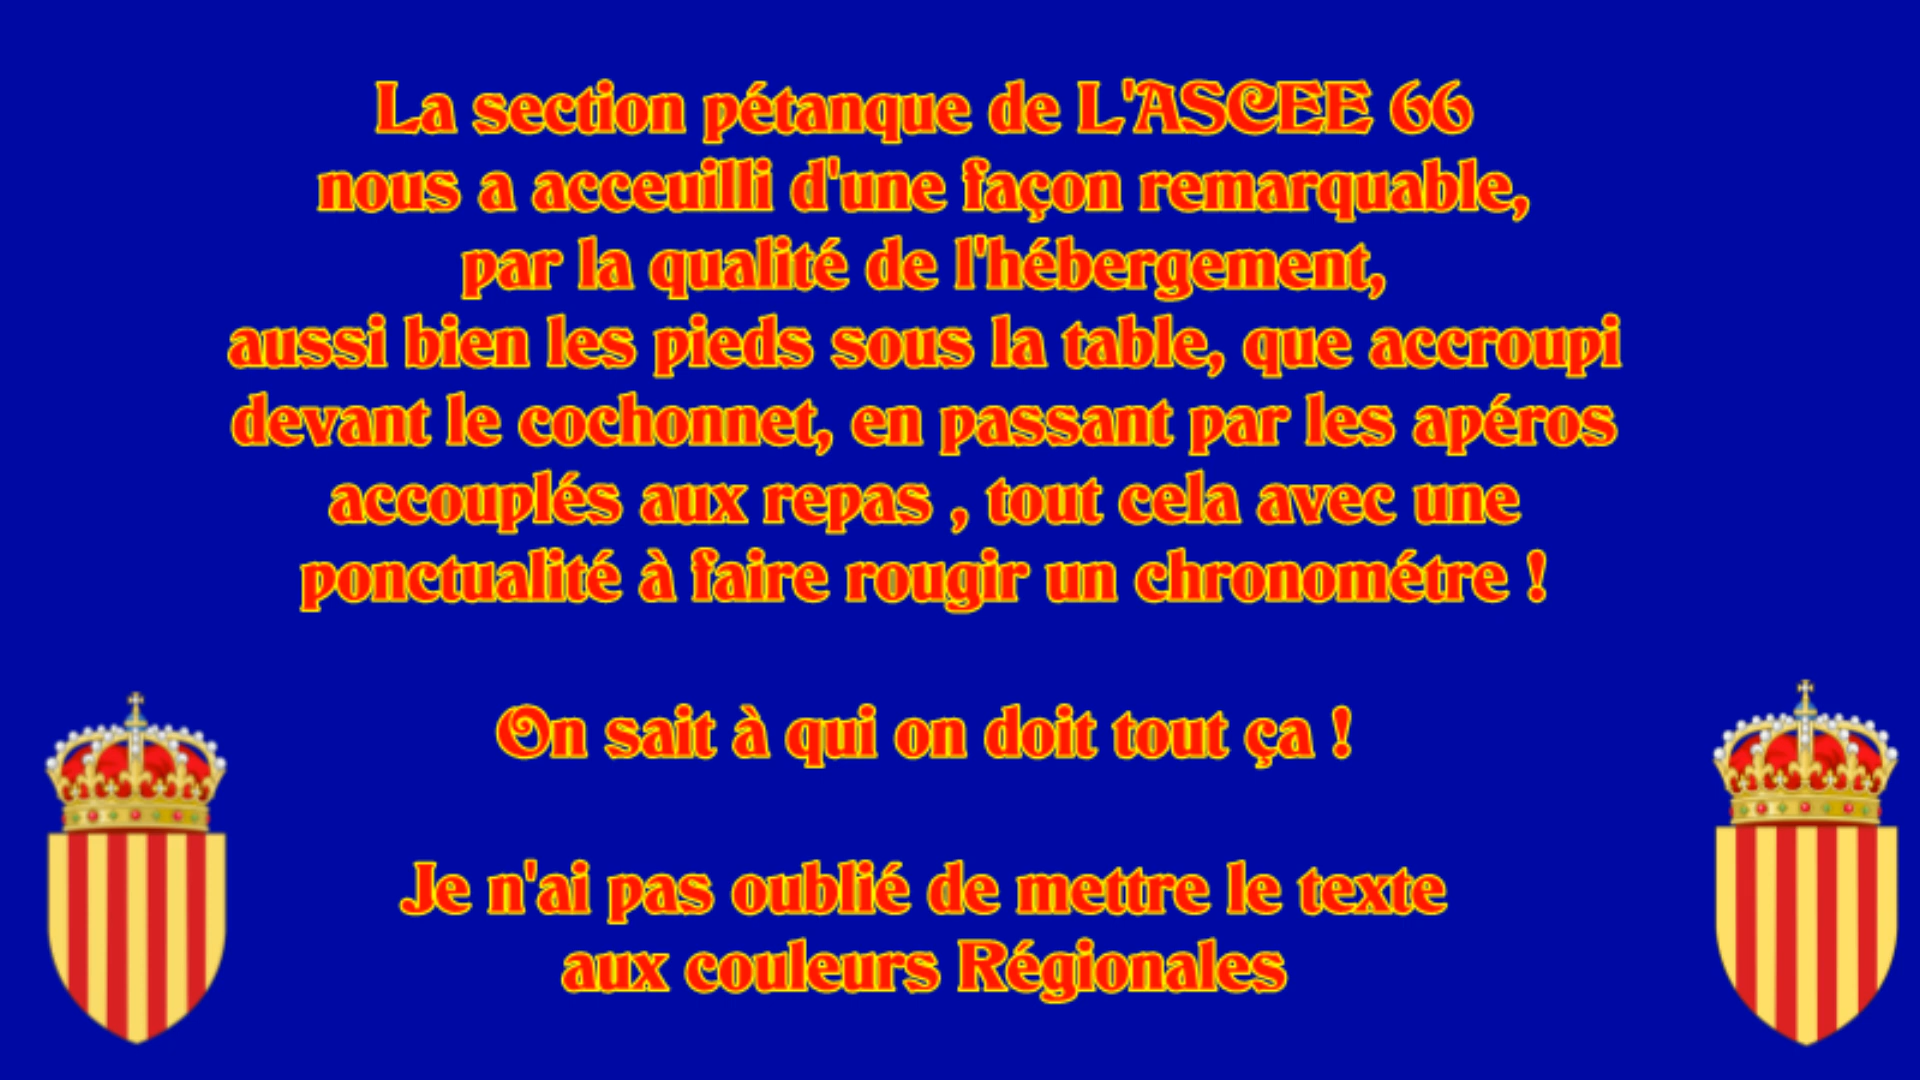 La section pétanque de L'ASCEE 66
nous a acceuilli d'une façon remarquable,
par la qualité de l'hébergement,
aussi bien les pieds sous la table, que accroupi
devant le cochonnet, en passant par les apéros
accouplés aux repas , tout cela avec une
ponctualité à faire rougir un chronométre !
On sait à qui on doit tout ça !
Je n'ai pas oublié de mettre le texte
aux couleurs Régionales